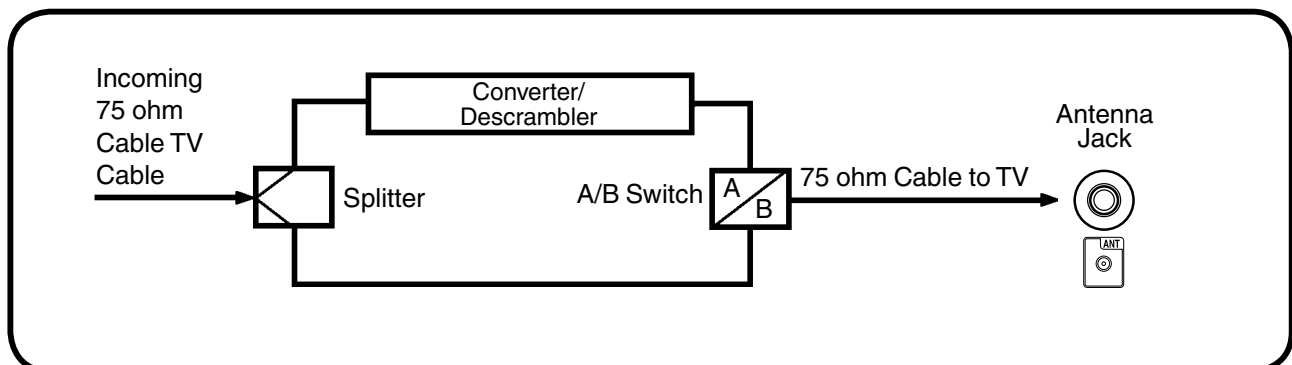 Incoming
75 ohm
Cable TV
Cable
Converter/
Descrambler
Splitter
A/B Switch
A
B
75 ohm Cable to TV
Antenna
Jack
ANT